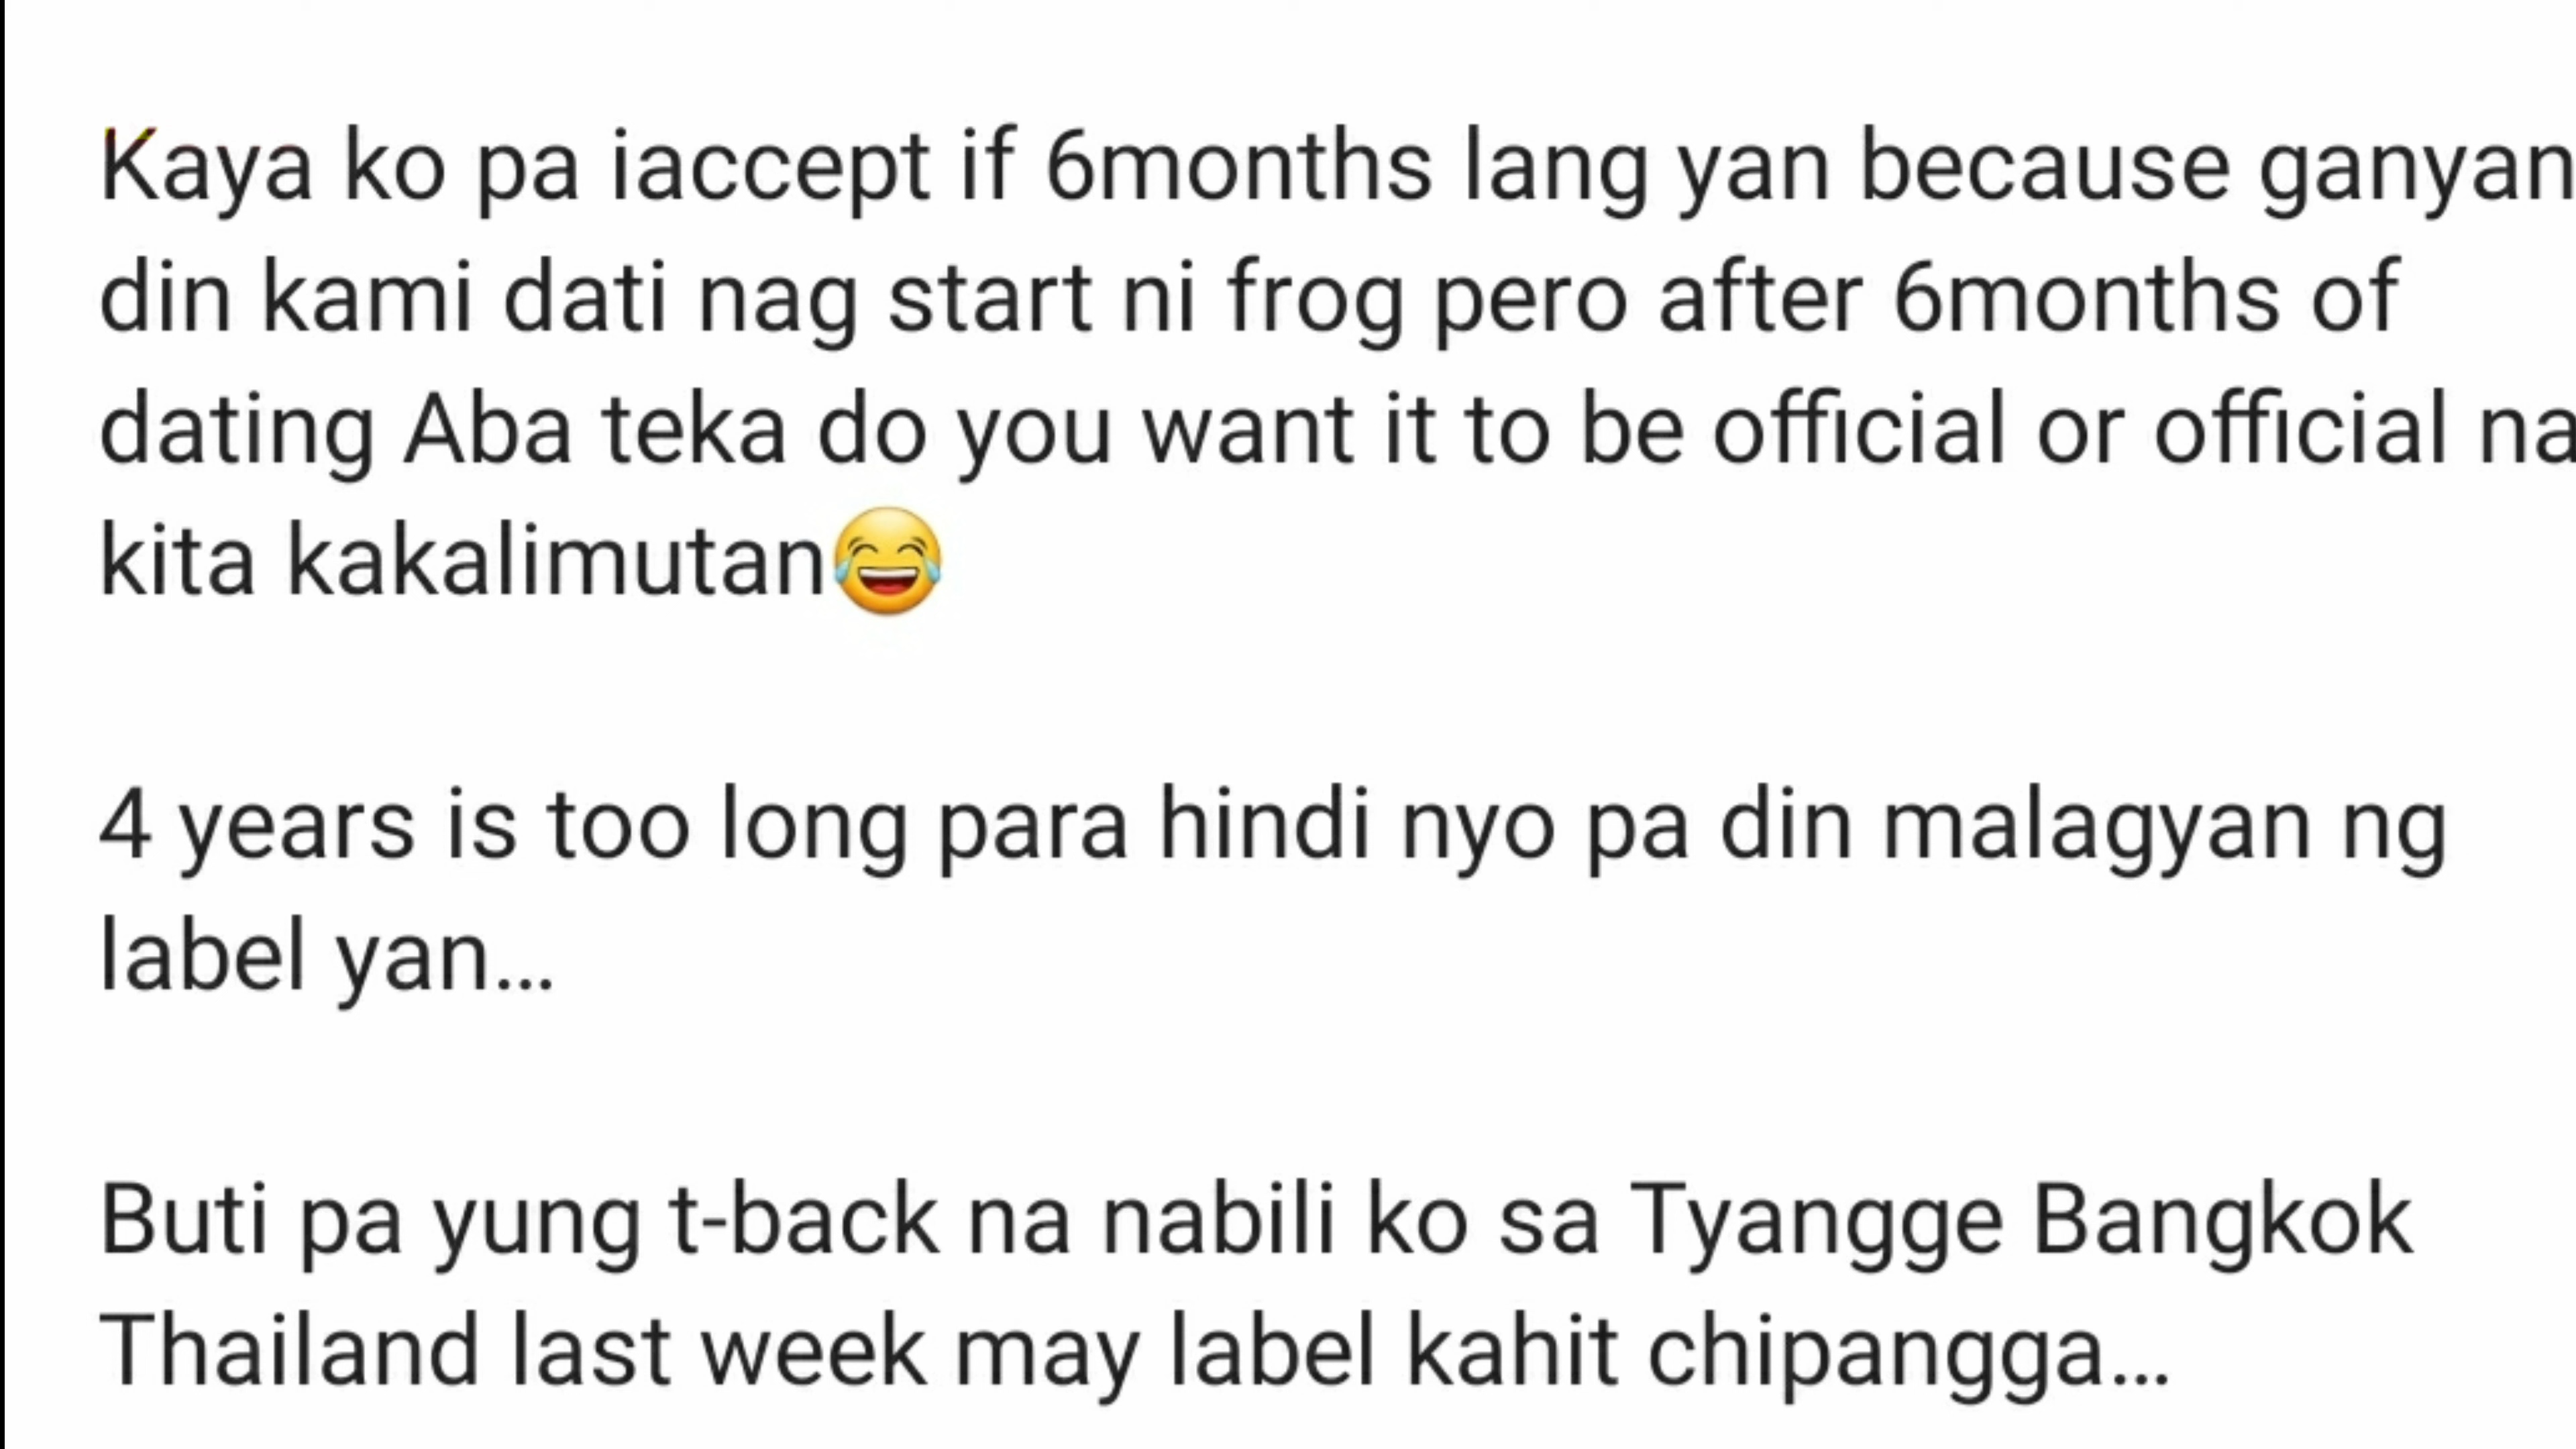 Kaya ko pa iaccept if 6months lang yan because ganyan
din kami dati nag start ni frog pero after 6months of
dating Aba teka do you want it to be official or official na
kita kakalimutan😂
4 years is too long para hindi nyo pa din malagyan ng
label yan...
Buti pa yung t-back na nabili ko sa Tyangge Bangkok
Thailand last week may label kahit chipangga...